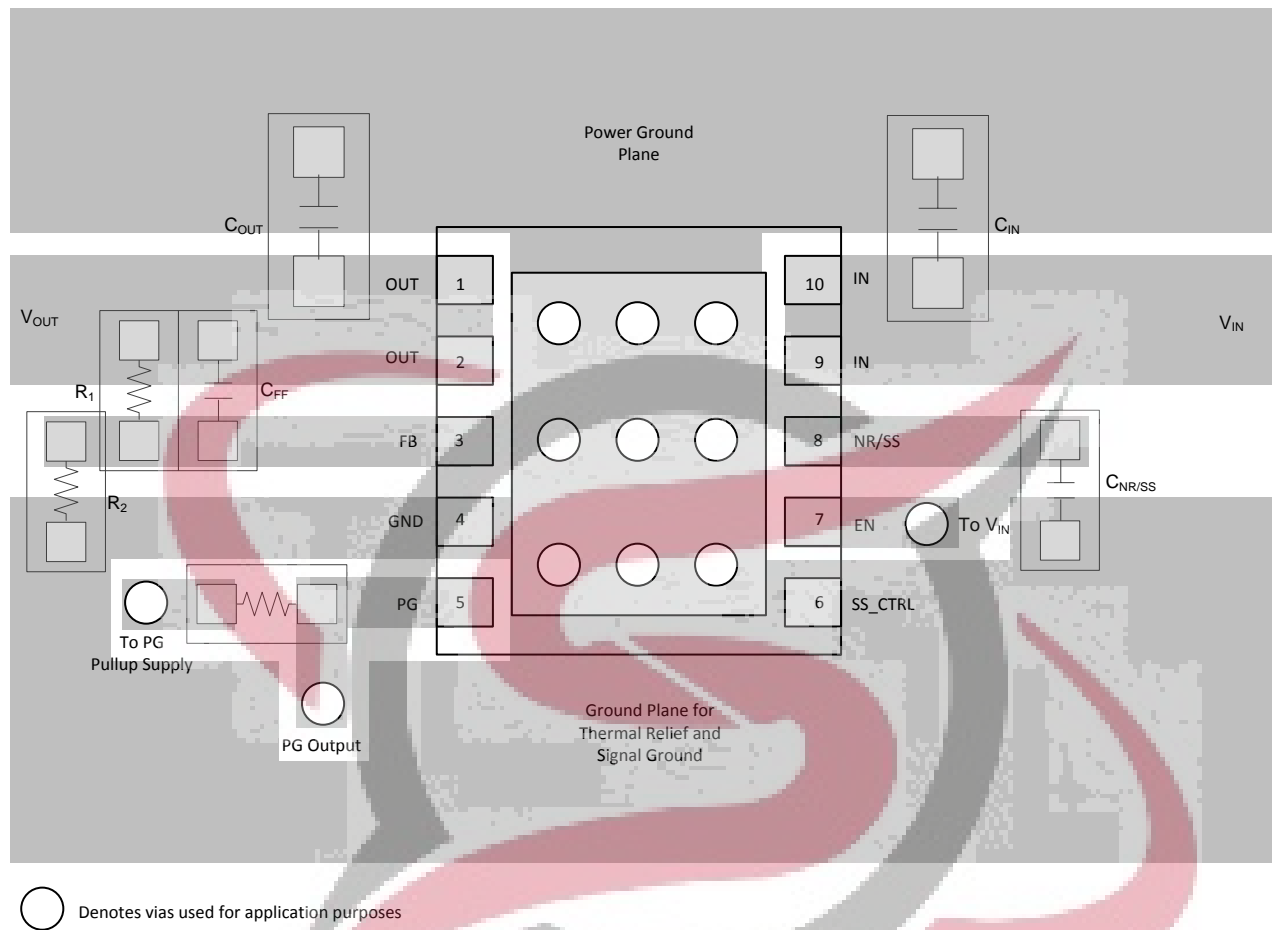 Power Ground
Plane
COUT
CIN
OUT 1
10 IN
VOUT
VIN
OUT 2
9 IN
R1
CFF
FB 3
8 NR/SS
R2
CNR/SS
GND 4
7 EN
To VIN
PG 5
6 SS_CTRL
To PG
Pullup Supply
Ground Plane for
Thermal Relief and
Signal Ground
PG Output
Denotes vias used for application purposes